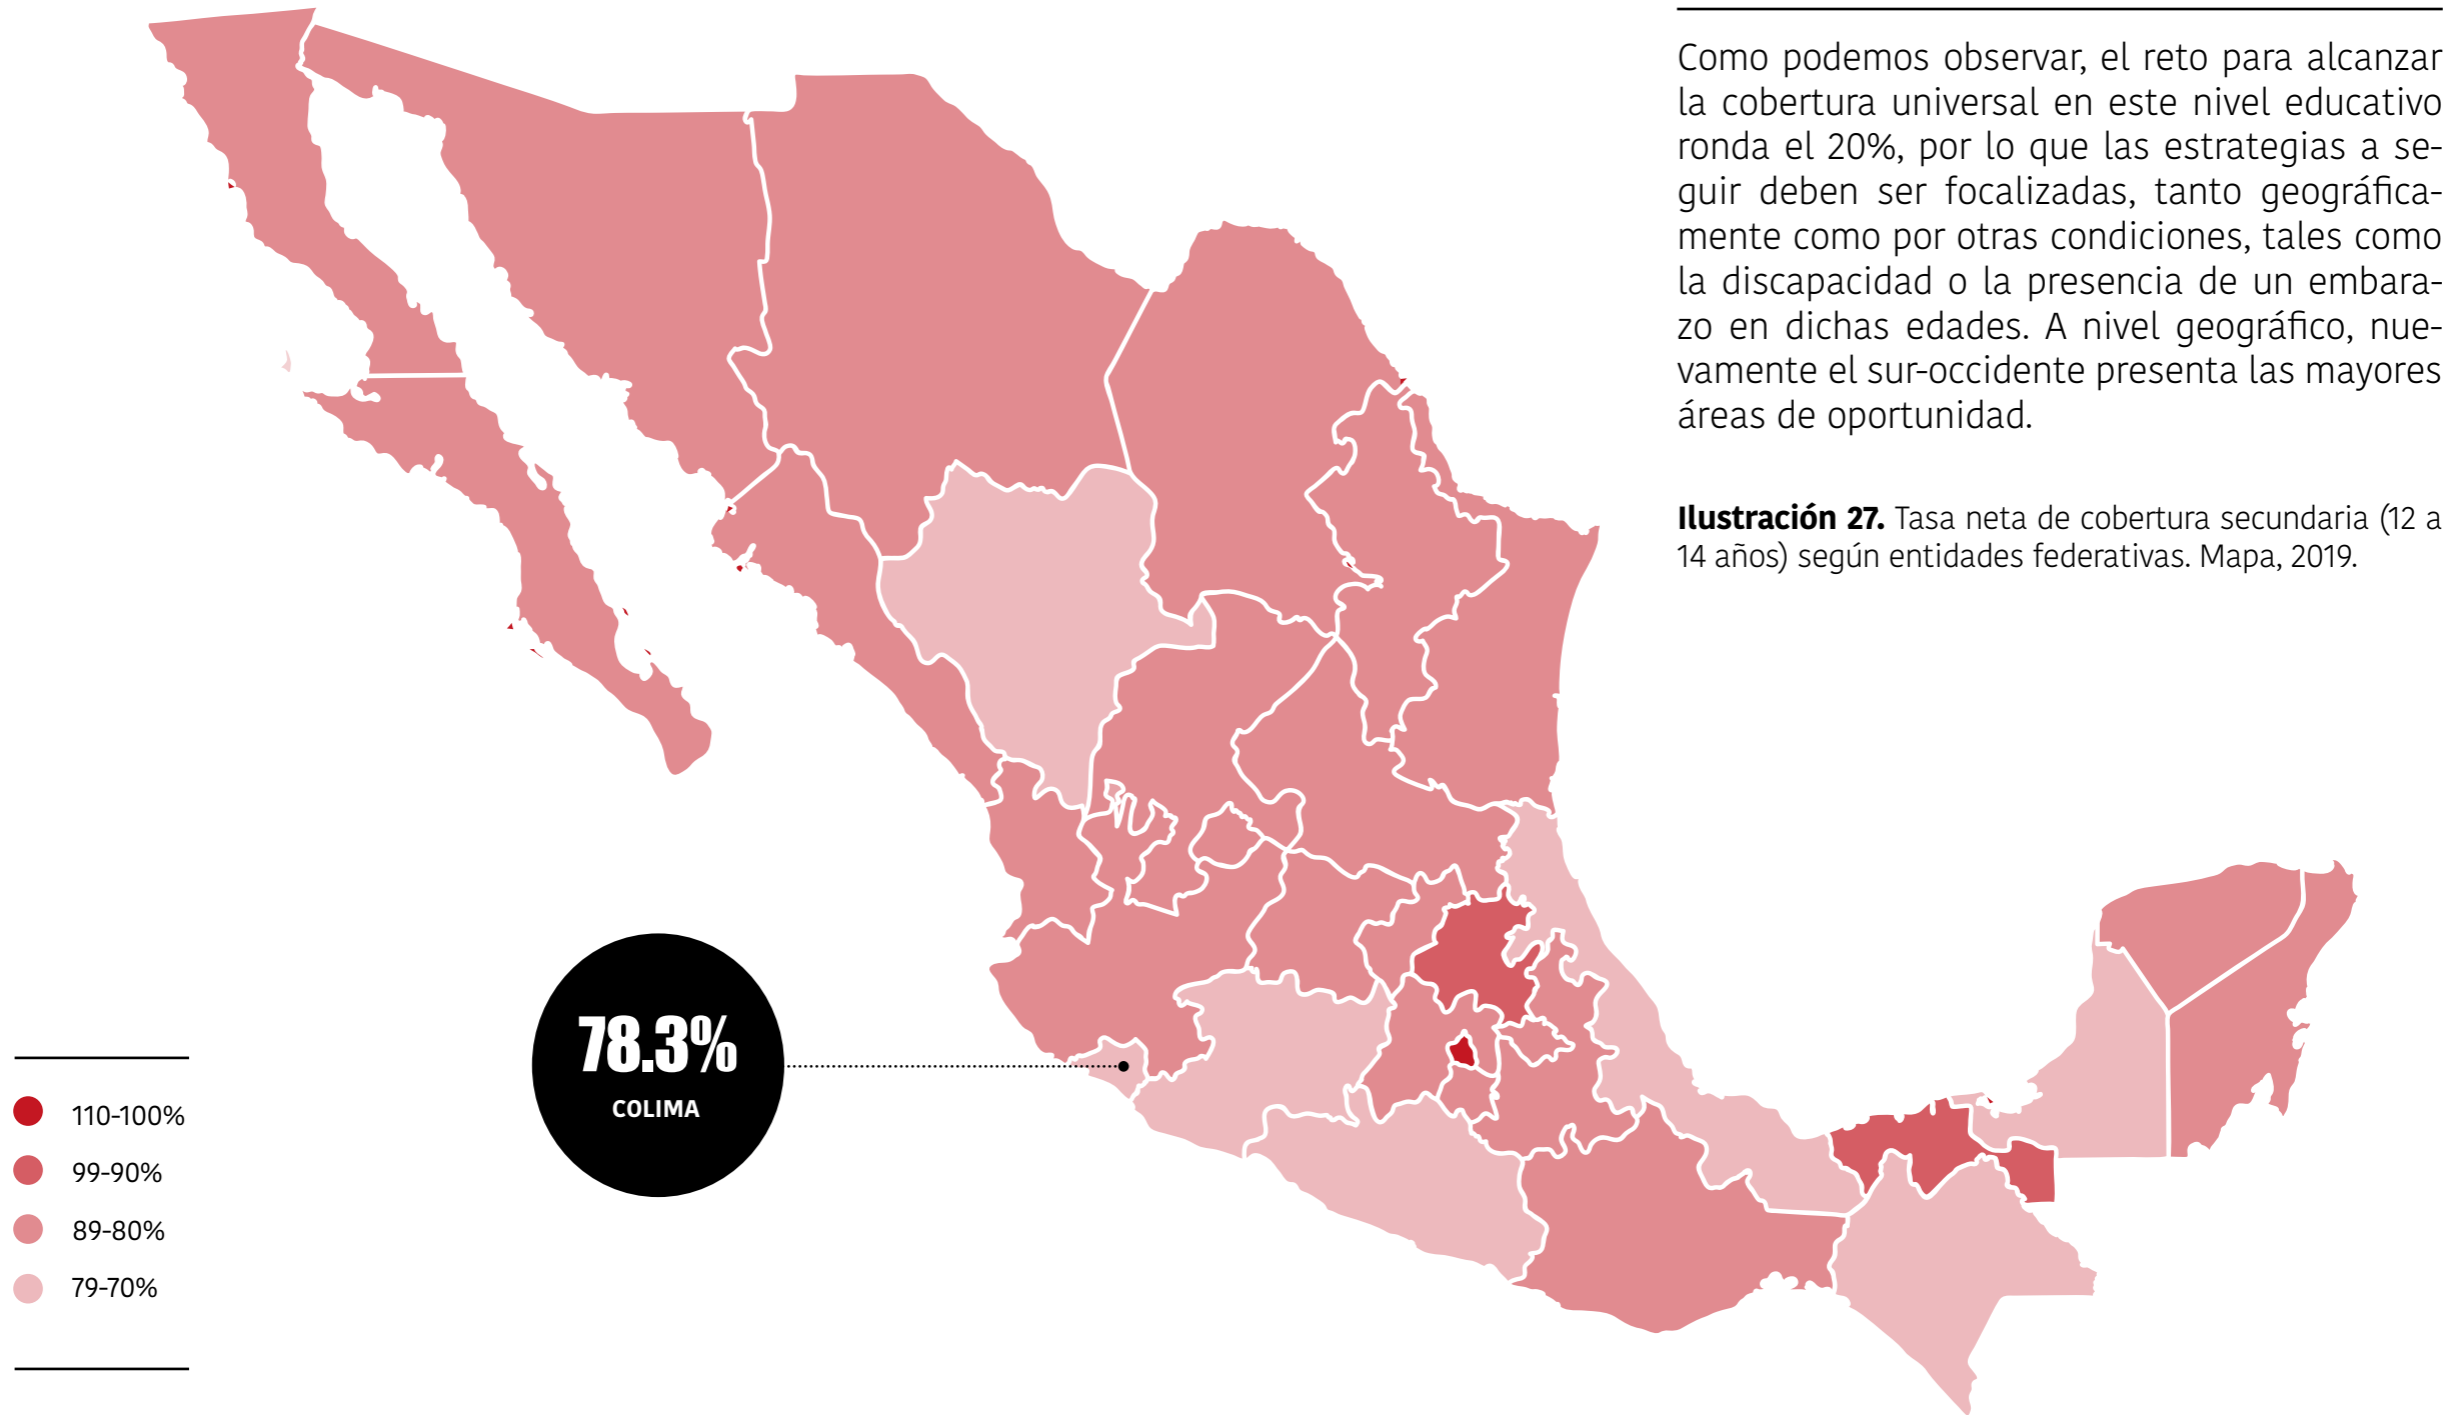 Como podemos observar, el reto para alcanzar
la cobertura universal en este nivel educativo
ronda el 20%, por lo que las estrategias a se-
guir deben ser focalizadas, tanto geográfica-
mente como por otras condiciones, tales como
la discapacidad o la presencia de un embara-
zo en dichas edades. A nivel geográfico, nue-
vamente el sur-occidente presenta las mayores
áreas de oportunidad.
Ilustración 27. Tasa neta de cobertura secundaria (12 a
14 años) según entidades federativas. Mapa, 2019.
78.3%
COLIMA
110-100%
99-90%
89-80%
79-70%